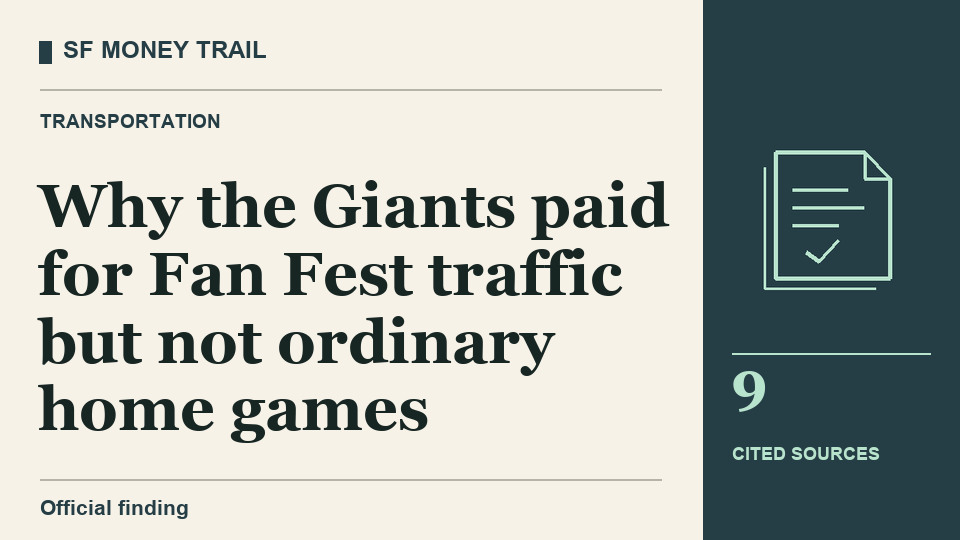 SF MONEY TRAIL
TRANSPORTATION
Why the Giants paid
for Fan Fest traffic
but not ordinary
home games
Official finding
9
CITED SOURCES